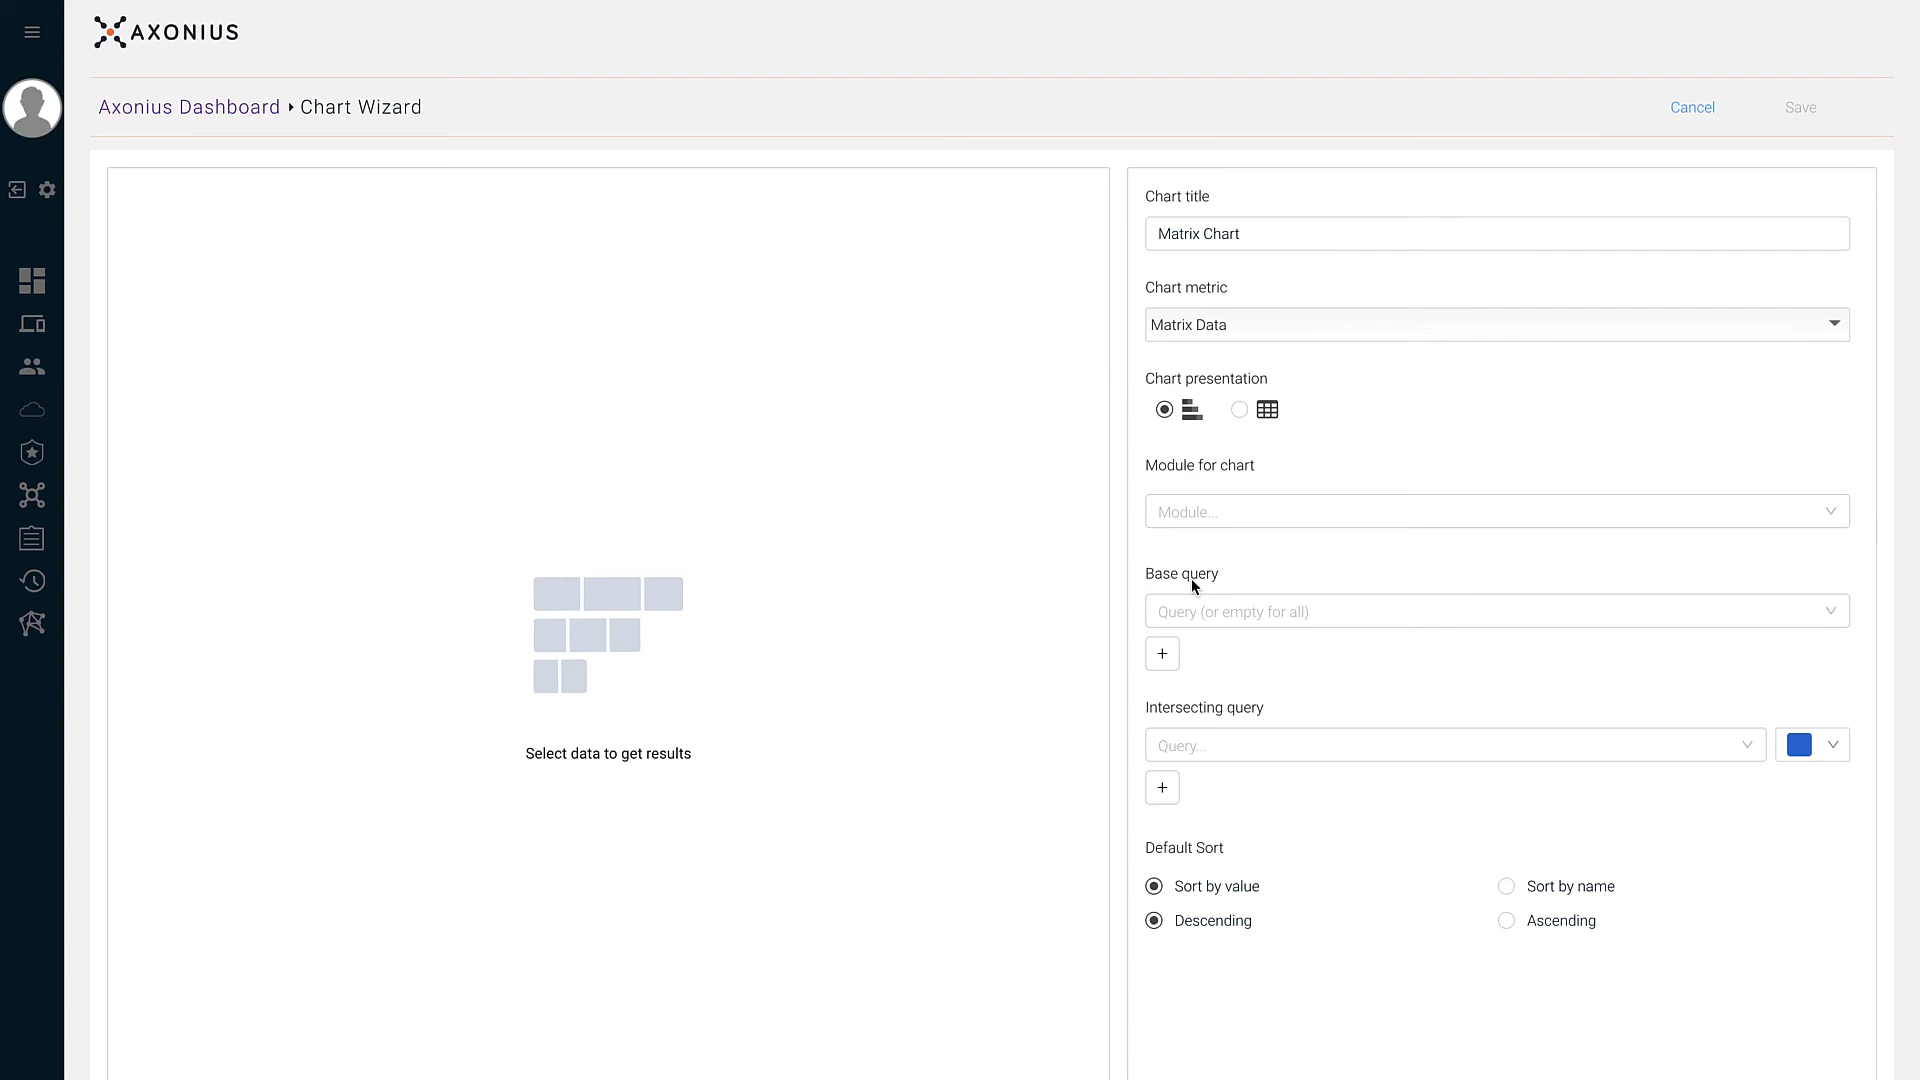 AXONIUS
Axonius Dashboard ▸ Chart Wizard
Cancel
Save
Chart title
Matrix Chart
Chart metric
Matrix Data
Chart presentation
Module for chart
Module...
Base query
Query (or empty for all)
+
Intersecting query
Query...
+
Default Sort
Sort by value
Sort by name
Descending
Ascending
Select data to get results